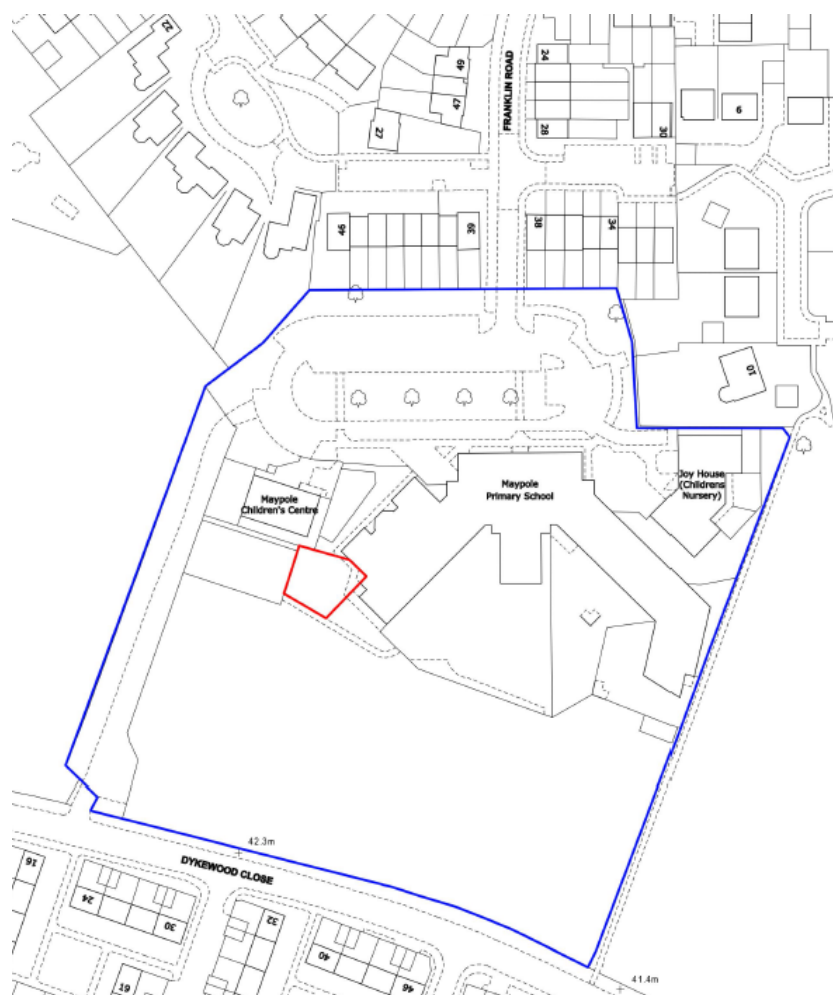 22
49
47
27
FRANKLIN ROAD
24
28
30
6
46
39
38
34
10
Maypole
Children's Centre
Maypole
Primary School
Joy House
(Childrens
Nursery)
42.3m
DYKEWOOD CLOSE
16
24
30
32
19
40
46
41.4m